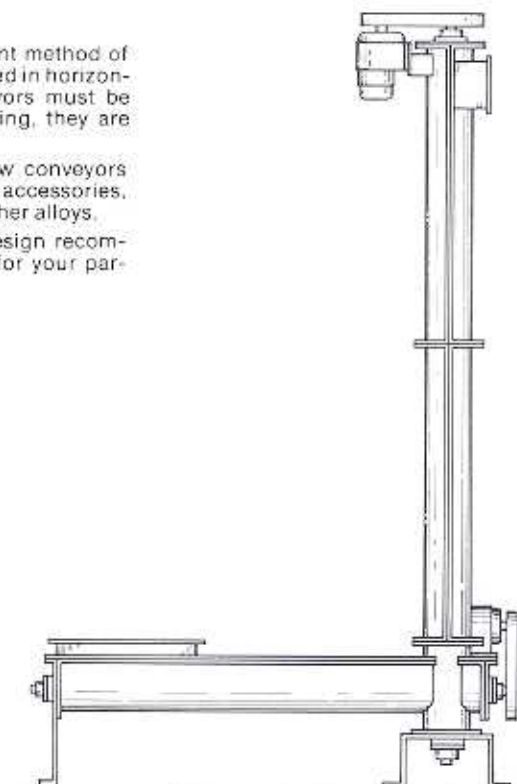 nt method of
ed in horizon-
yors must be
ing, they are
w conveyors
accessories,
her alloys.
esign recom-
for your par-